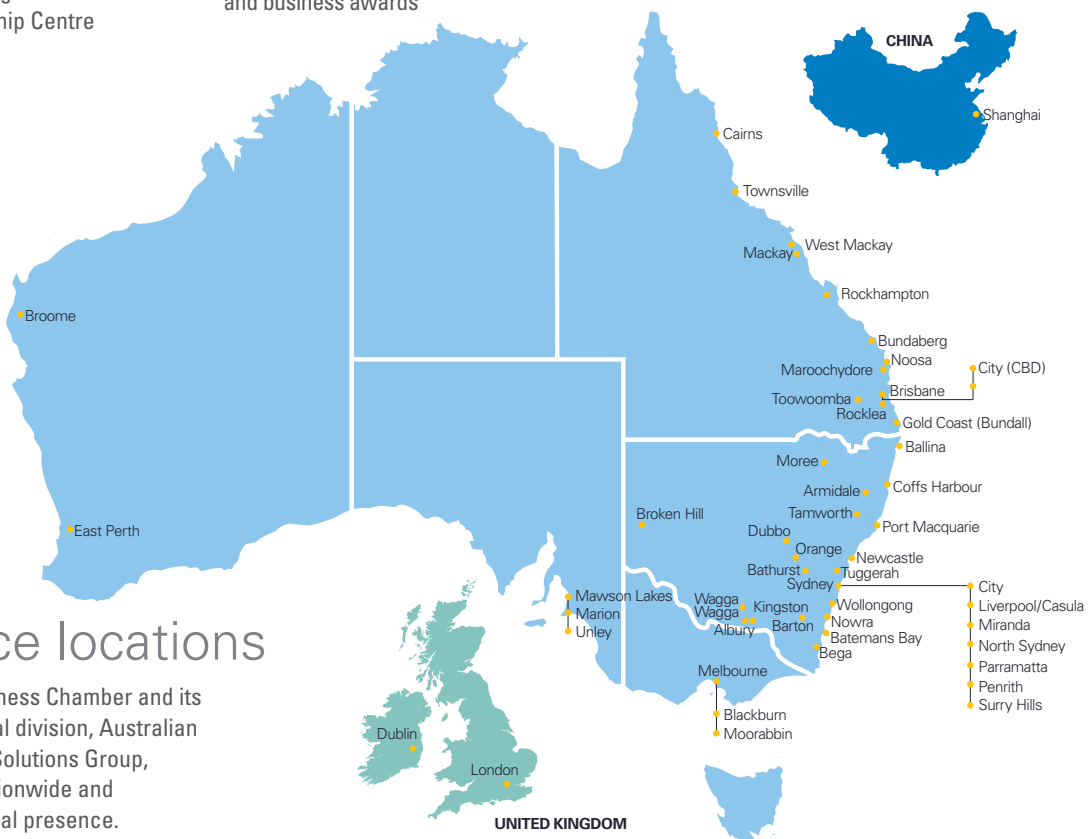 ip Centre
and business awards
CHINA
Shanghai
Cairns
Townsville
West Mackay
Mackay
Rockhampton
Broome
Bundaberg
Noosa
Maroochydore
City (CBD)
Brisbane
Toowoomba
Rocklea
Gold Coast (Bundall)
Ballina
Moree
Armidale
Coffs Harbour
Tamworth
Broken Hill
Port Macquarie
East Perth
Dubbo
Orange
Newcastle
Bathurst
Tuggerah
Sydney
City
Liverpool/Casula
Miranda
North Sydney
Parramatta
Penrith
Surry Hills
Mawson Lakes
Marion
Unley
Wagga
Wagga
Kingston
Wollongong
Nowra
Barton
Albury
Batemans Bay
Bega
Melbourne
Blackburn
Moorabbin
ce locations
ness Chamber and its
al division, Australian
Solutions Group,
ionwide and
al presence.
Dublin
London
UNITED KINGDOM